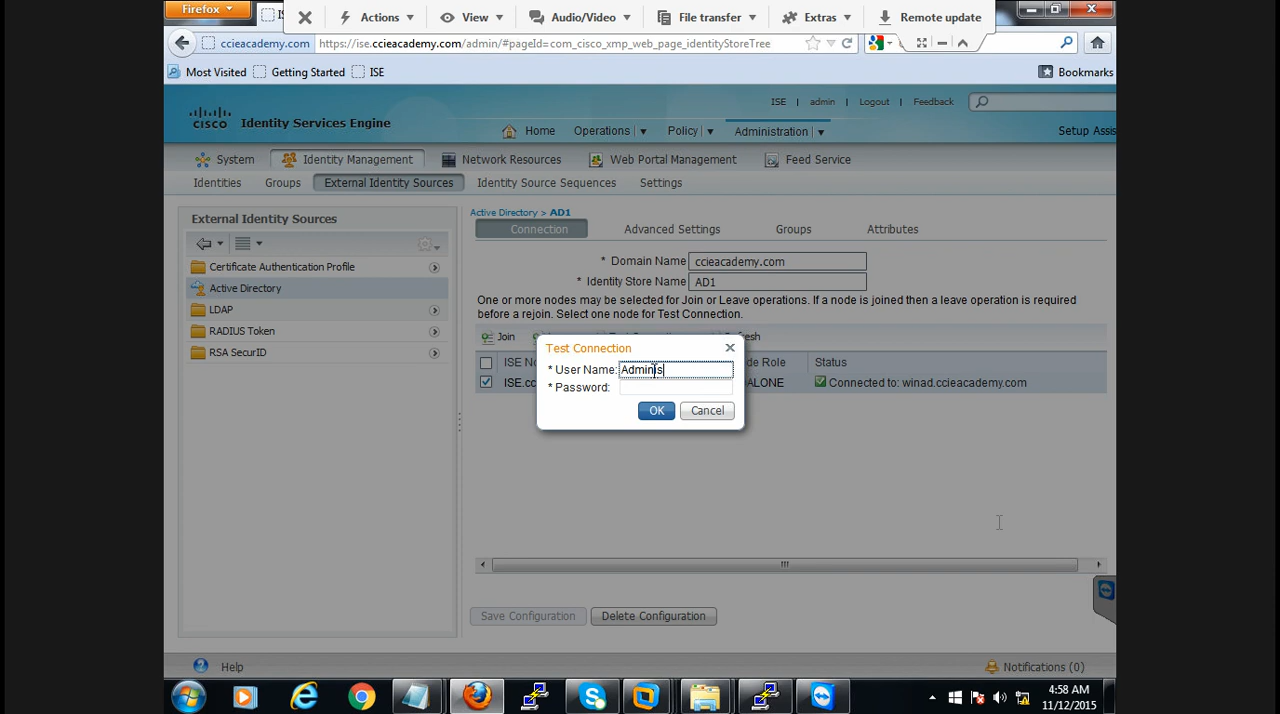 Firefox
Actions
View
Audio/Video
File transfer
Extras
Remote update
ccieacademy.com
https://ise.ccieacademy.com/admin/#pageId=com_cisco_xmp_web_page_identityStoreTree
Most Visited
Getting Started
ISE
Bookmarks
ISE | admin | Logout | Feedback
CISCO
Identity Services Engine
Home
Operations
Policy
Administration
Setup Assis
System
Identity Management
Network Resources
Web Portal Management
Feed Service
Identities
Groups
External Identity Sources
Identity Source Sequences
Settings
External Identity Sources
Certificate Authentication Profile
Active Directory
LDAP
RADIUS Token
RSA SecurID
Active Directory > AD1
Connection
Advanced Settings
Groups
Attributes
* Domain Name ccieacademy.com
* Identity Store Name AD1
One or more nodes may be selected for Join or Leave operations. If a node is joined then a leave operation is required
before a rejoin. Select one node for Test Connection.
Join
Test Connection
* User Name: Adminis
* Password:
OK
Cancel
ISE No
de Role
Status
ISE.cc
ALONE
Connected to: winad.ccieacademy.com
Save Configuration
Delete Configuration
Help
Notifications (0)
4:58 AM
11/12/2015